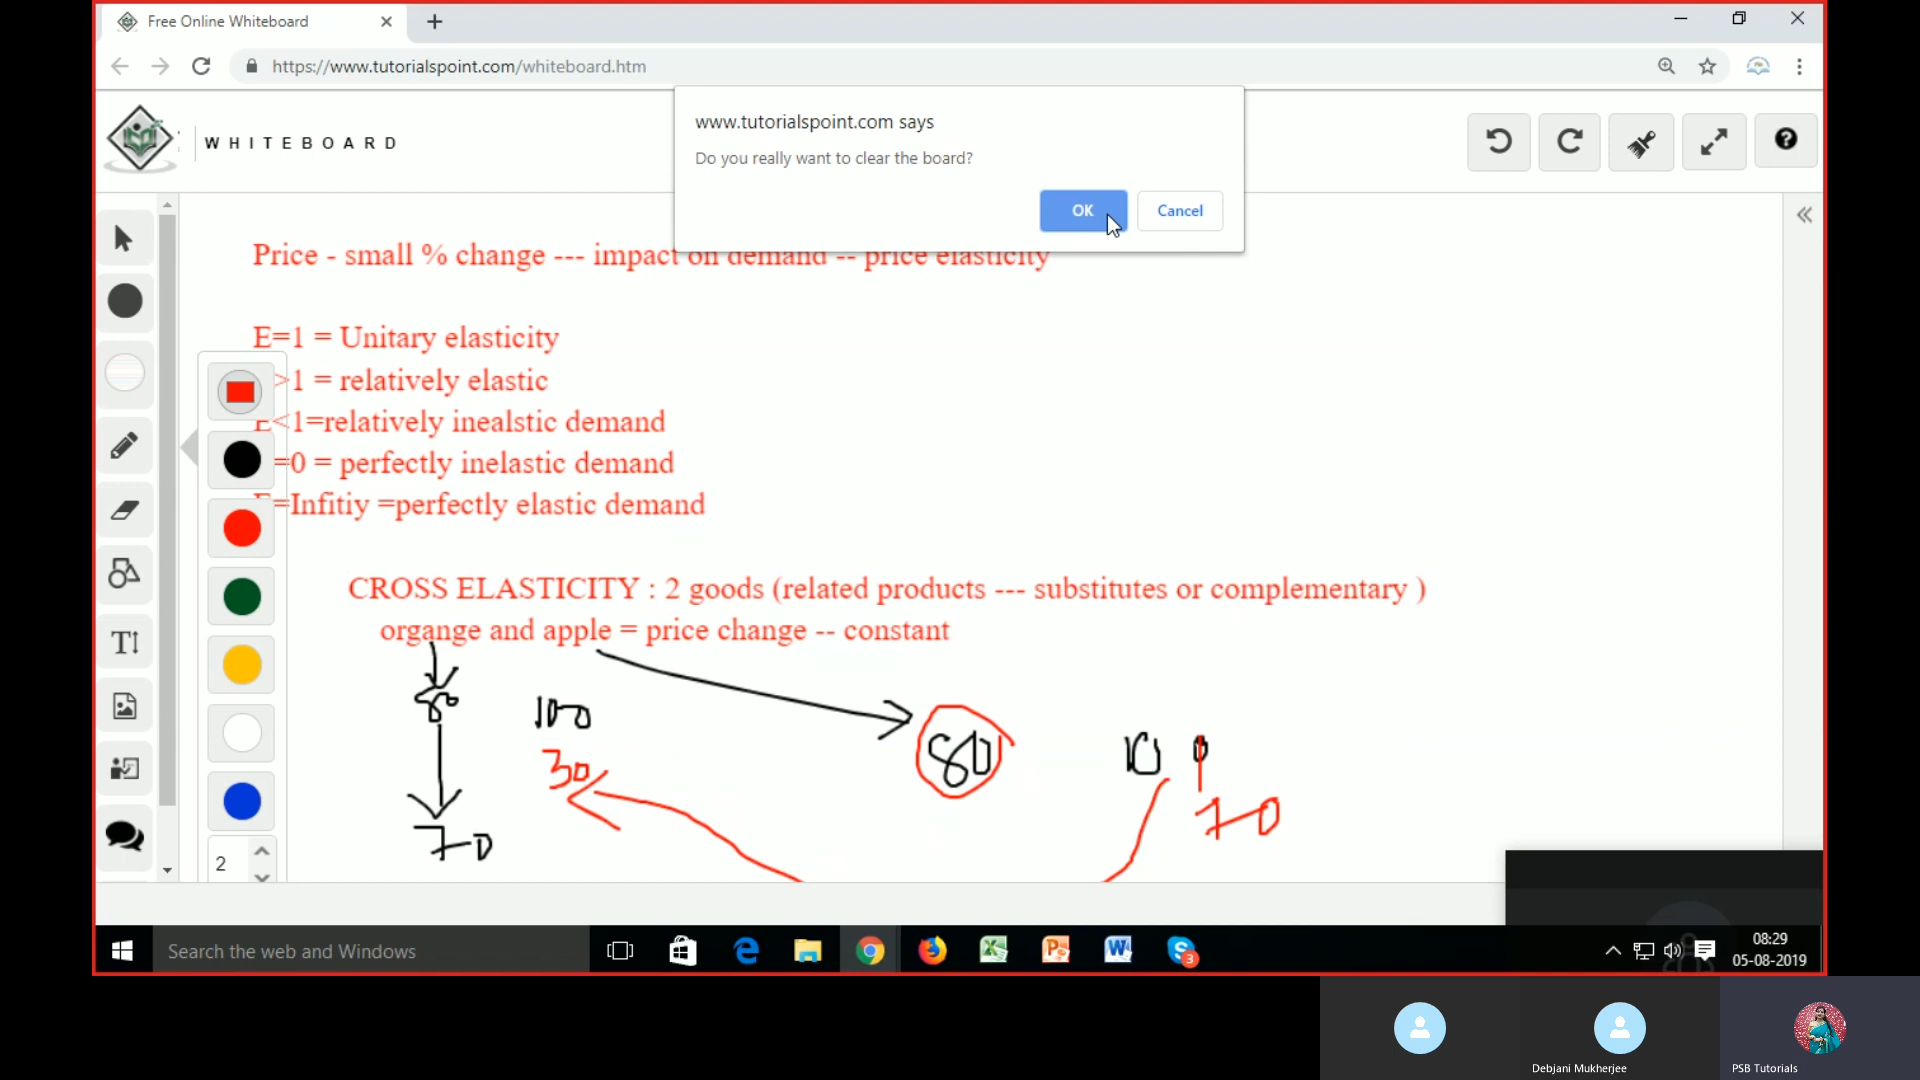 Free Online Whiteboard
https://www.tutorialspoint.com/whiteboard.htm
WHITEBOARD
www.tutorialspoint.com says
Do you really want to clear the board?
OK
Cancel
Price - small % change --- impact on demand -- price elasticity
E=1 = Unitary elasticity
>1 = relatively elastic
E<1=relatively inealstic demand
=0 = perfectly inelastic demand
E=Infitiy =perfectly elastic demand
CROSS ELASTICITY : 2 goods (related products --- substitutes or complementary )
organge and apple = price change -- constant
80
100
30
80
10
70
70
2
Search the web and Windows
3
08:29
05-08-2019
Debjani Mukherjee
PSB Tutorials